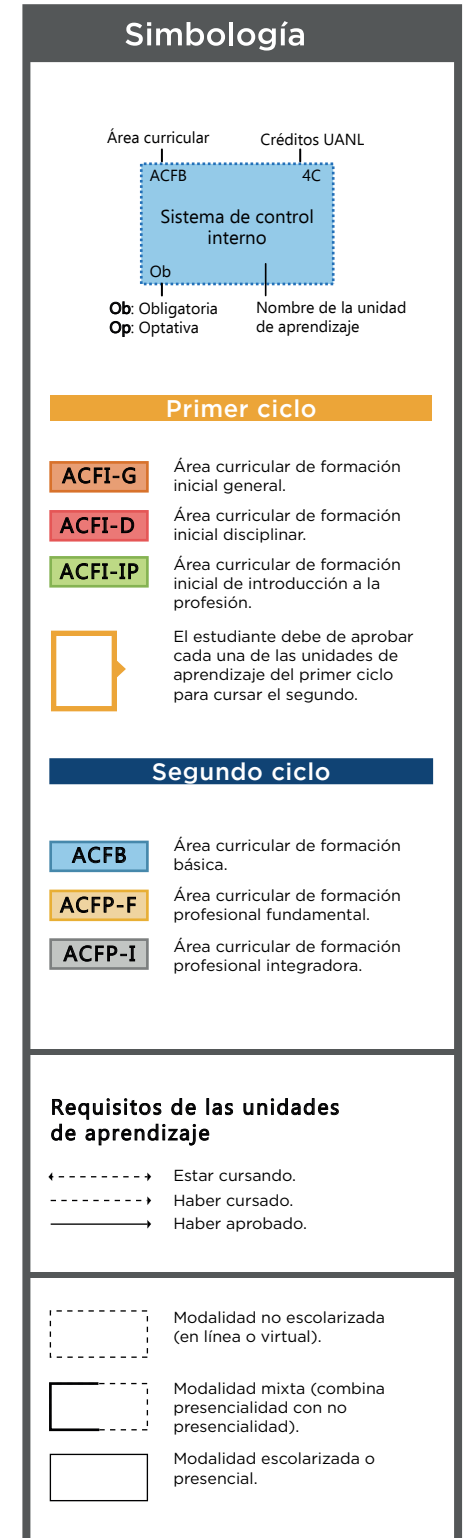 Simbología
Área curricular
Créditos UANL
ACFB
4C
Sistema de control
interno
Ob
Ob: Obligatoria
Op: Optativa
Nombre de la unidad
de aprendizaje
Primer ciclo
ACFI-G
Área curricular de formación
inicial general.
ACFI-D
Área curricular de formación
inicial disciplinar.
ACFI-IP
Área curricular de formación
inicial de introducción a la
profesión.
El estudiante debe de aprobar
cada una de las unidades de
aprendizaje del primer ciclo
para cursar el segundo.
Segundo ciclo
ACFB
Área curricular de formación
básica.
ACFP-F
Área curricular de formación
profesional fundamental.
ACFP-I
Área curricular de formación
profesional integradora.
Requisitos de las unidades
de aprendizaje
Estar cursando.
Haber cursado.
Haber aprobado.
Modalidad no escolarizada
(en línea o virtual).
Modalidad mixta (combina
presencialidad con no
presencialidad).
Modalidad escolarizada o
presencial.